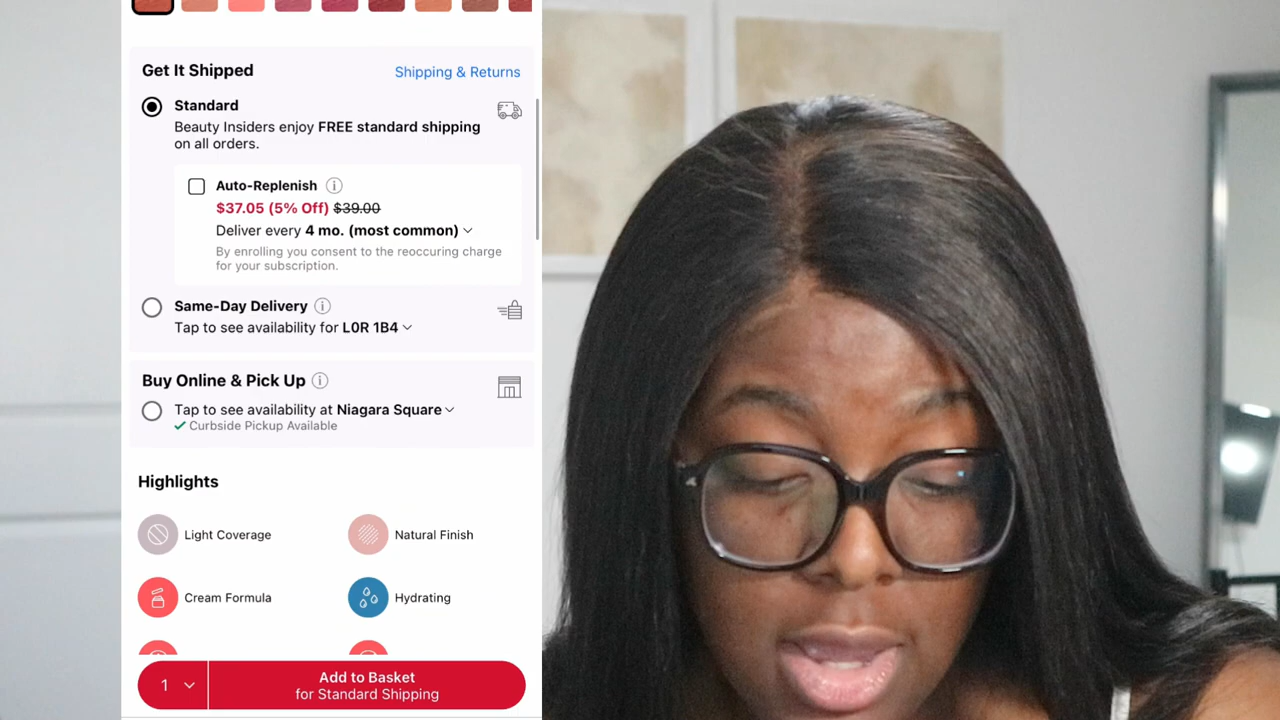 Get It Shipped
Shipping & Returns
Standard
Beauty Insiders enjoy FREE standard shipping
on all orders.
Auto-Replenish
$37.05 (5% Off) $39.00
Deliver every 4 mo. (most common)
By enrolling you consent to the reoccuring charge
for your subscription.
Same-Day Delivery
Tap to see availability for L0R 1B4
Buy Online & Pick Up
Tap to see availability at Niagara Square
Curbside Pickup Available
Highlights
Light Coverage
Natural Finish
Cream Formula
Hydrating
1
Add to Basket
for Standard Shipping